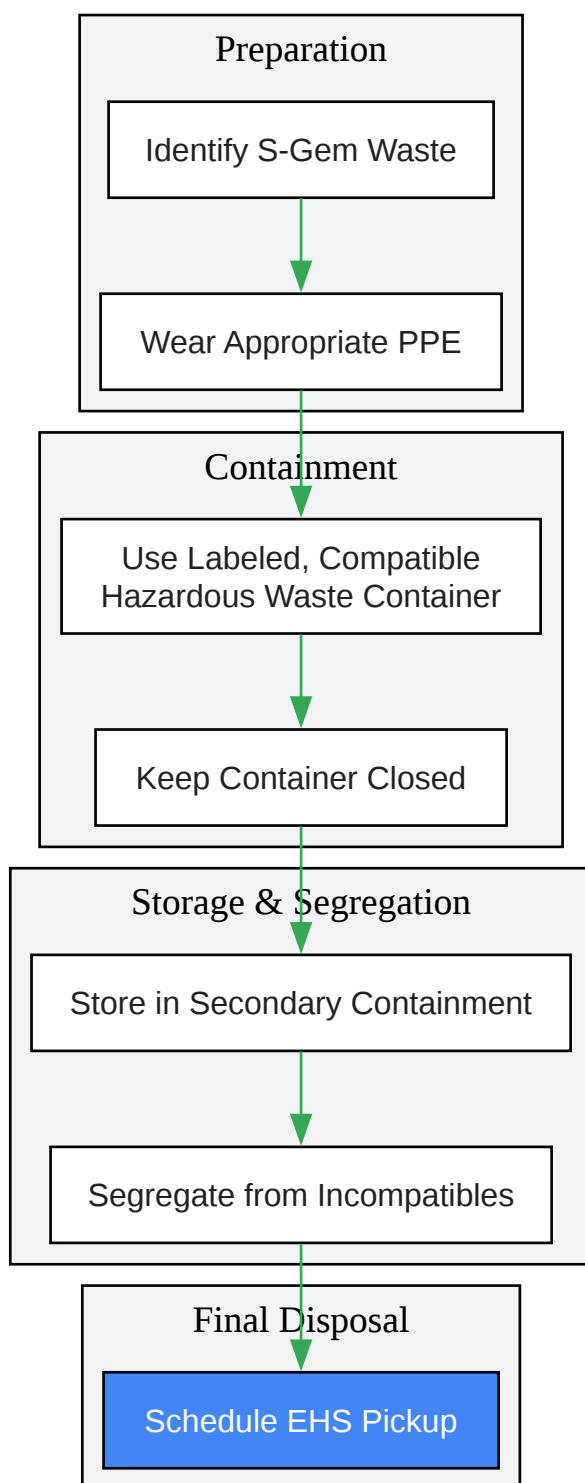 Preparation
Identify S-Gem Waste
Wear Appropriate PPE
Containment
Use Labeled, Compatible
Hazardous Waste Container
Keep Container Closed
Storage & Segregation
Store in Secondary Containment
Segregate from Incompatibles
Final Disposal
Schedule EHS Pickup